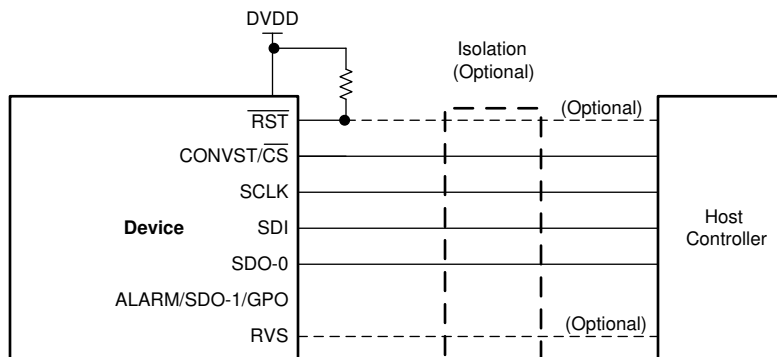 DVDD
Isolation
(Optional)
RST
(Optional)
CONVST/CS
SCLK
Device
SDI
Host
Controller
SDO-0
ALARM/SDO-1/GPO
RVS
(Optional)